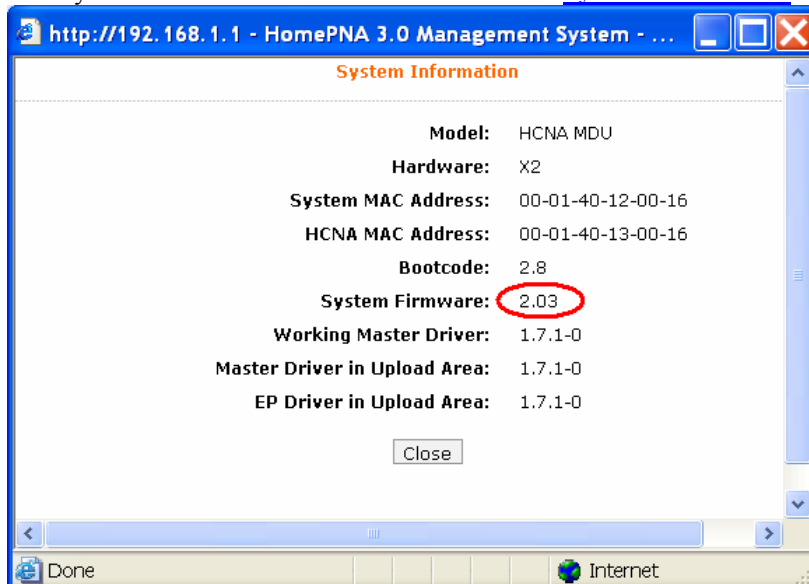 http://192.168.1.1 - HomePNA 3.0 Management System - ...
System Information
Model: HCNA MDU
Hardware: X2
System MAC Address: 00-01-40-12-00-16
HCNA MAC Address: 00-01-40-13-00-16
Bootcode: 2.8
System Firmware: 2.03
Working Master Driver: 1.7.1-0
Master Driver in Upload Area: 1.7.1-0
EP Driver in Upload Area: 1.7.1-0
Close
Done Internet